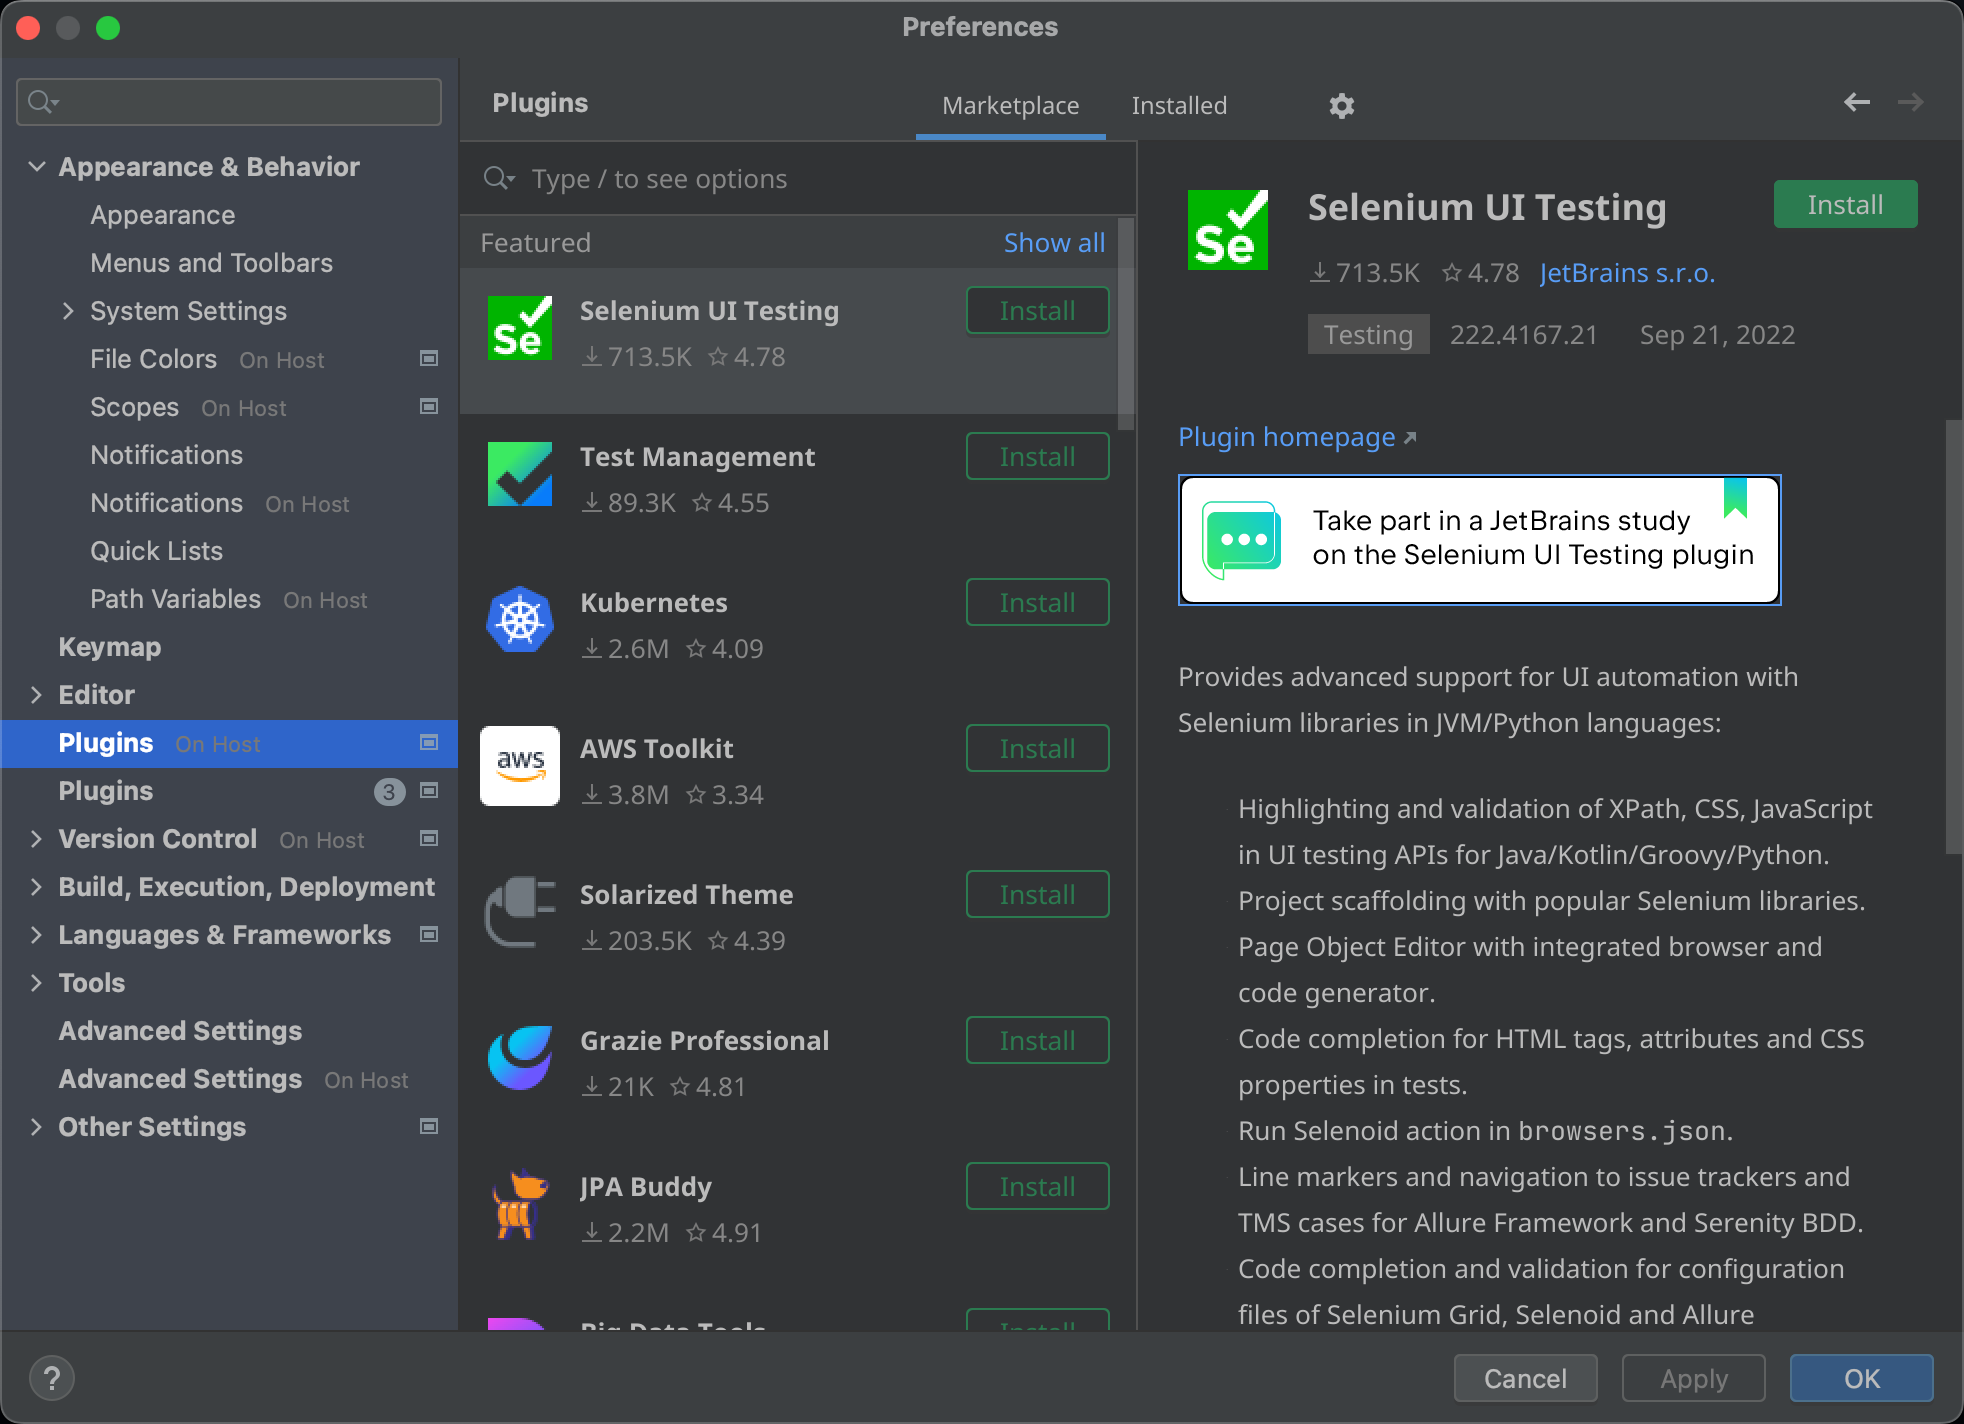 Preferences
Appearance & Behavior
Appearance
Menus and Toolbars
System Settings
File Colors On Host
Scopes On Host
Notifications
Notifications On Host
Quick Lists
Path Variables On Host
Keymap
Editor
Plugins On Host
Plugins 3
Version Control On Host
Build, Execution, Deployment
Languages & Frameworks
Tools
Advanced Settings
Advanced Settings On Host
Other Settings
Plugins Marketplace Installed
Type / to see options
Featured Show all
Selenium UI Testing Install
713.5K 4.78
Test Management Install
89.3K 4.55
Kubernetes Install
2.6M 4.09
aws
AWS Toolkit Install
3.8M 3.34
Solarized Theme Install
203.5K 4.39
Grazie Professional Install
21K 4.81
JPA Buddy Install
2.2M 4.91
Big Data Tools Install
Se
Se
Selenium UI Testing Install
713.5K 4.78 JetBrains s.r.o.
Testing 222.4167.21 Sep 21, 2022
Plugin homepage
Take part in a JetBrains study
on the Selenium UI Testing plugin
Provides advanced support for UI automation with
Selenium libraries in JVM/Python languages:
Highlighting and validation of XPath, CSS, JavaScript
in UI testing APIs for Java/Kotlin/Groovy/Python.
Project scaffolding with popular Selenium libraries.
Page Object Editor with integrated browser and
code generator.
Code completion for HTML tags, attributes and CSS
properties in tests.
Run Selenoid action in browsers.json.
Line markers and navigation to issue trackers and
TMS cases for Allure Framework and Serenity BDD.
Code completion and validation for configuration
files of Selenium Grid, Selenoid and Allure
? Cancel Apply OK